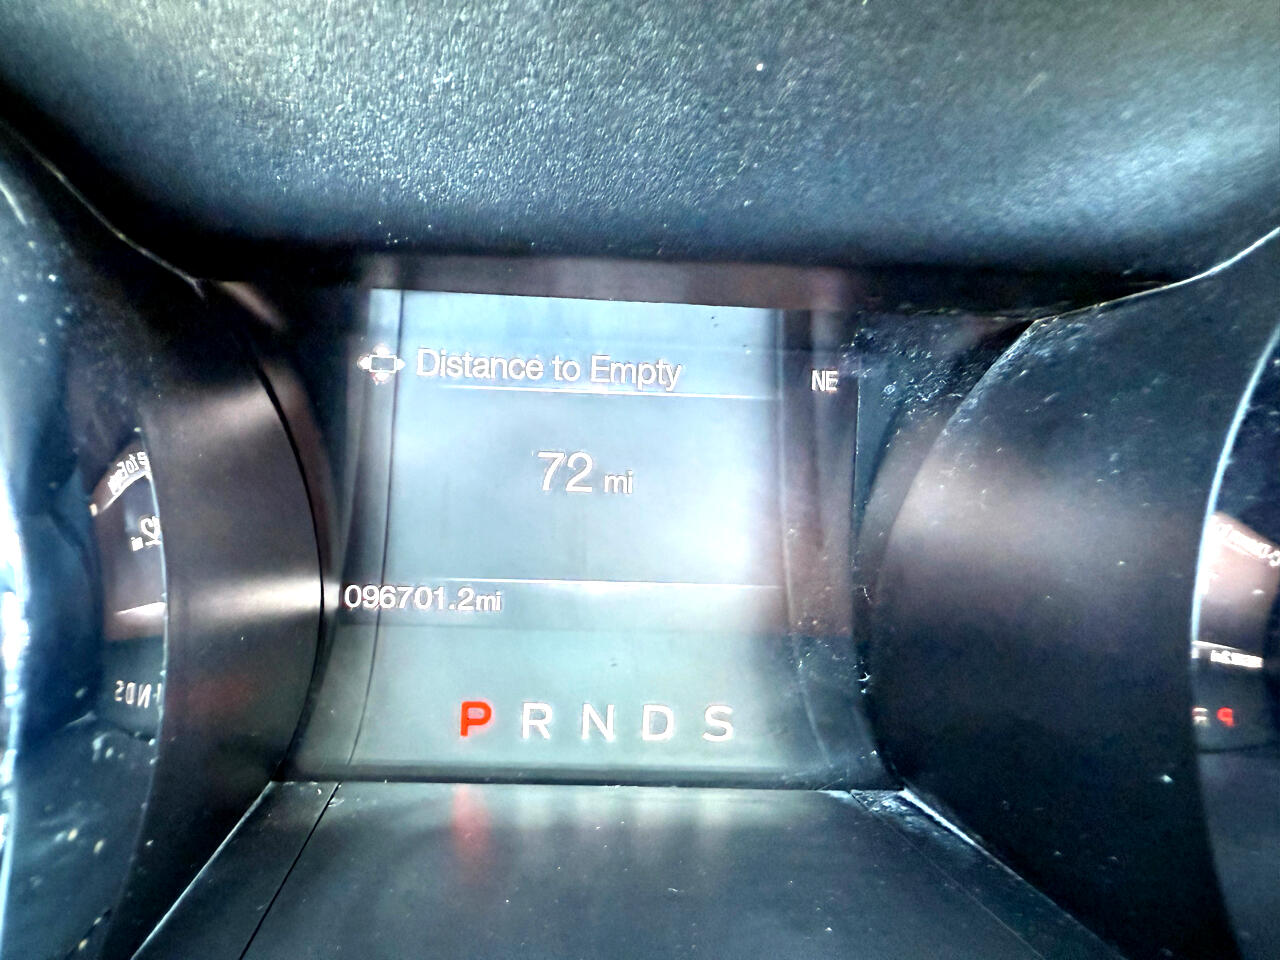 Distance to Empty
NE
72 mi
096701.2mi
P R N D S